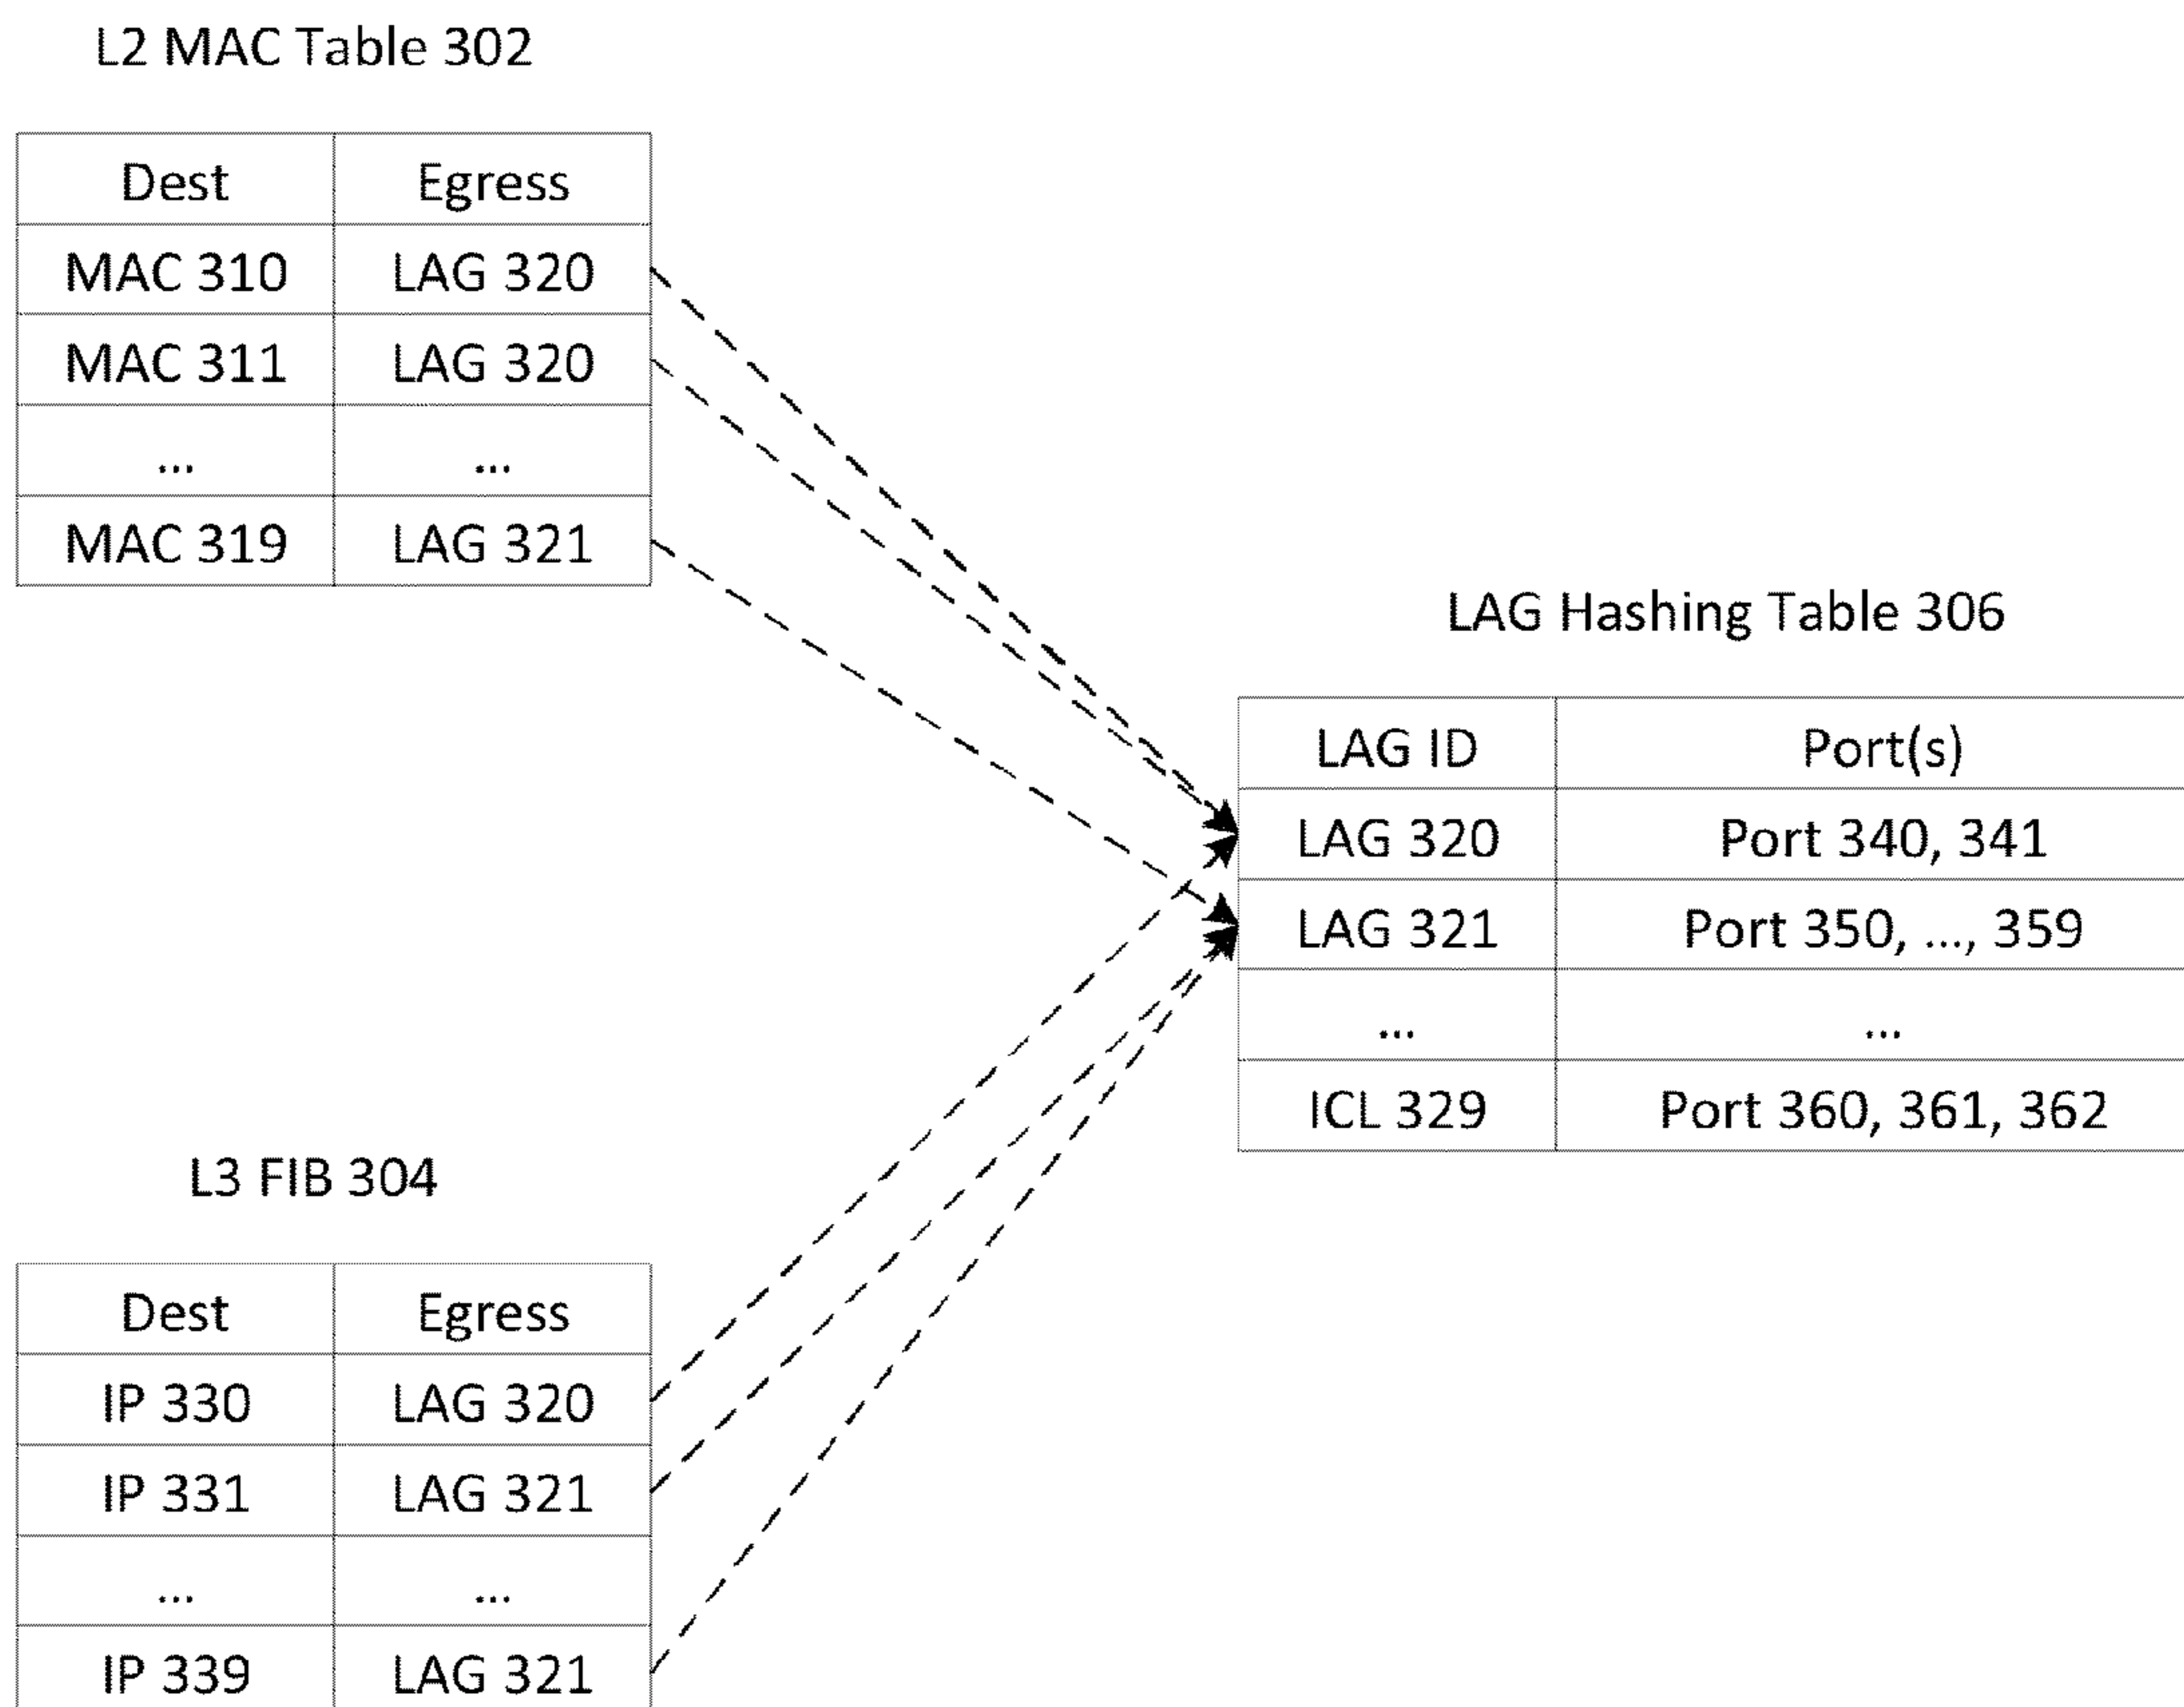 L2 MAC Table 302
Dest Egress
MAC 310 LAG 320
MAC 311 LAG 320
... ...
MAC 319 LAG 321
LAG Hashing Table 306
LAG ID Port(s)
LAG 320 Port 340, 341
LAG 321 Port 350, ..., 359
... ...
ICL 329 Port 360, 361, 362
L3 FIB 304
Dest Egress
IP 330 LAG 320
IP 331 LAG 321
... ...
IP 339 LAG 321